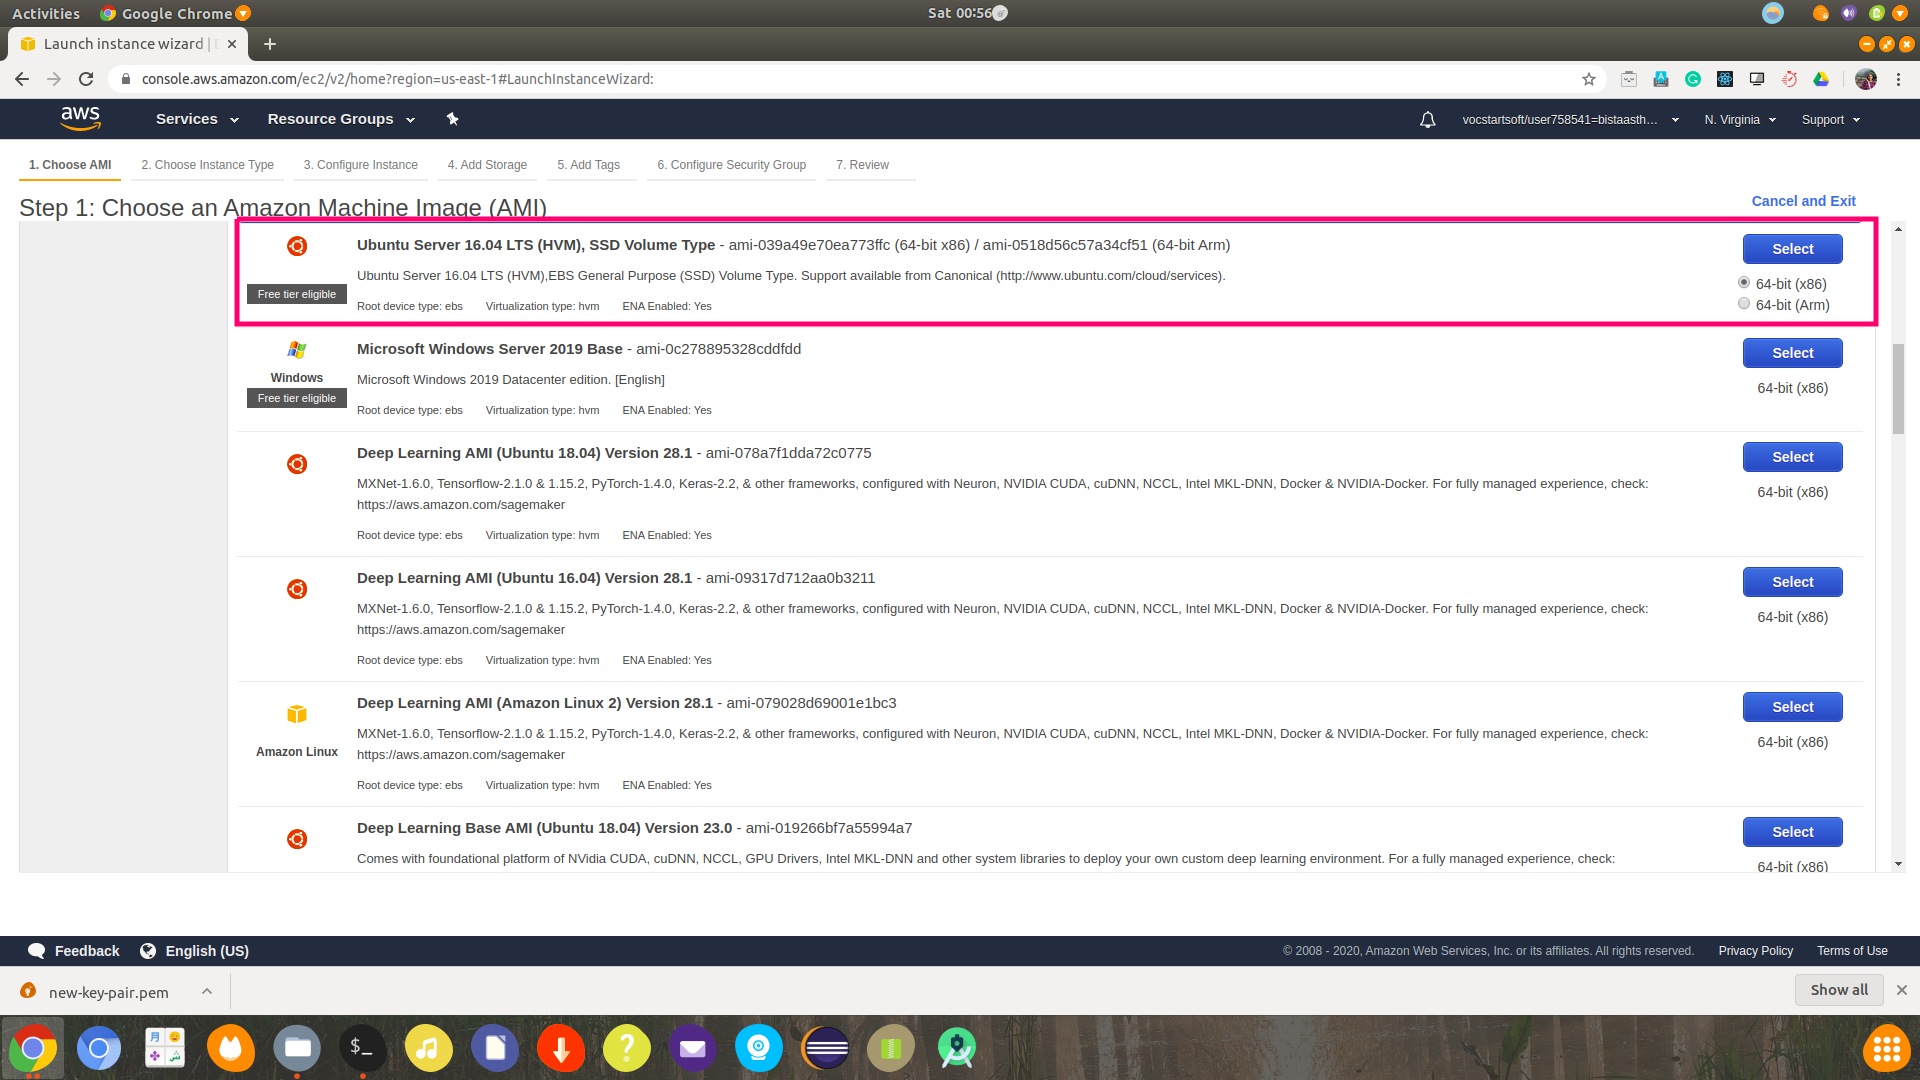 Activities
Google Chrome
Sat 00:56
Launch instance wizard | E
console.aws.amazon.com/ec2/v2/home?region=us-east-1#LaunchInstanceWizard:
aws
Services
Resource Groups
vocstartsoft/user758541=bistaasth...
N. Virginia
Support
1. Choose AMI
2. Choose Instance Type
3. Configure Instance
4. Add Storage
5. Add Tags
6. Configure Security Group
7. Review
Step 1: Choose an Amazon Machine Image (AMI)
Cancel and Exit
Ubuntu Server 16.04 LTS (HVM), SSD Volume Type - ami-039a49e70ea773ffc (64-bit x86) / ami-0518d56c57a34cf51 (64-bit Arm)
Select
Ubuntu Server 16.04 LTS (HVM),EBS General Purpose (SSD) Volume Type. Support available from Canonical (http://www.ubuntu.com/cloud/services).
64-bit (x86)
Free tier eligible
Root device type: ebs Virtualization type: hvm ENA Enabled: Yes
64-bit (Arm)
Microsoft Windows Server 2019 Base - ami-0c278895328cddfdd
Select
Windows
Microsoft Windows 2019 Datacenter edition. [English]
64-bit (x86)
Free tier eligible
Root device type: ebs Virtualization type: hvm ENA Enabled: Yes
Deep Learning AMI (Ubuntu 18.04) Version 28.1 - ami-078a7f1dda72c0775
Select
MXNet-1.6.0, Tensorflow-2.1.0 & 1.15.2, PyTorch-1.4.0, Keras-2.2, & other frameworks, configured with Neuron, NVIDIA CUDA, cuDNN, NCCL, Intel MKL-DNN, Docker & NVIDIA-Docker. For fully managed experience, check:
64-bit (x86)
https://aws.amazon.com/sagemaker
Root device type: ebs Virtualization type: hvm ENA Enabled: Yes
Deep Learning AMI (Ubuntu 16.04) Version 28.1 - ami-09317d712aa0b3211
Select
MXNet-1.6.0, Tensorflow-2.1.0 & 1.15.2, PyTorch-1.4.0, Keras-2.2, & other frameworks, configured with Neuron, NVIDIA CUDA, cuDNN, NCCL, Intel MKL-DNN, Docker & NVIDIA-Docker. For fully managed experience, check:
64-bit (x86)
https://aws.amazon.com/sagemaker
Root device type: ebs Virtualization type: hvm ENA Enabled: Yes
Deep Learning AMI (Amazon Linux 2) Version 28.1 - ami-079028d69001e1bc3
Select
MXNet-1.6.0, Tensorflow-2.1.0 & 1.15.2, PyTorch-1.4.0, Keras-2.2, & other frameworks, configured with Neuron, NVIDIA CUDA, cuDNN, NCCL, Intel MKL-DNN, Docker & NVIDIA-Docker. For fully managed experience, check:
64-bit (x86)
Amazon Linux
https://aws.amazon.com/sagemaker
Root device type: ebs Virtualization type: hvm ENA Enabled: Yes
Deep Learning Base AMI (Ubuntu 18.04) Version 23.0 - ami-019266bf7a55994a7
Select
Comes with foundational platform of NVidia CUDA, cuDNN, NCCL, GPU Drivers, Intel MKL-DNN and other system libraries to deploy your own custom deep learning environment. For a fully managed experience, check:
64-bit (x86)
Feedback
English (US)
© 2008 - 2020, Amazon Web Services, Inc. or its affiliates. All rights reserved.
Privacy Policy
Terms of Use
new-key-pair.pem
Show all